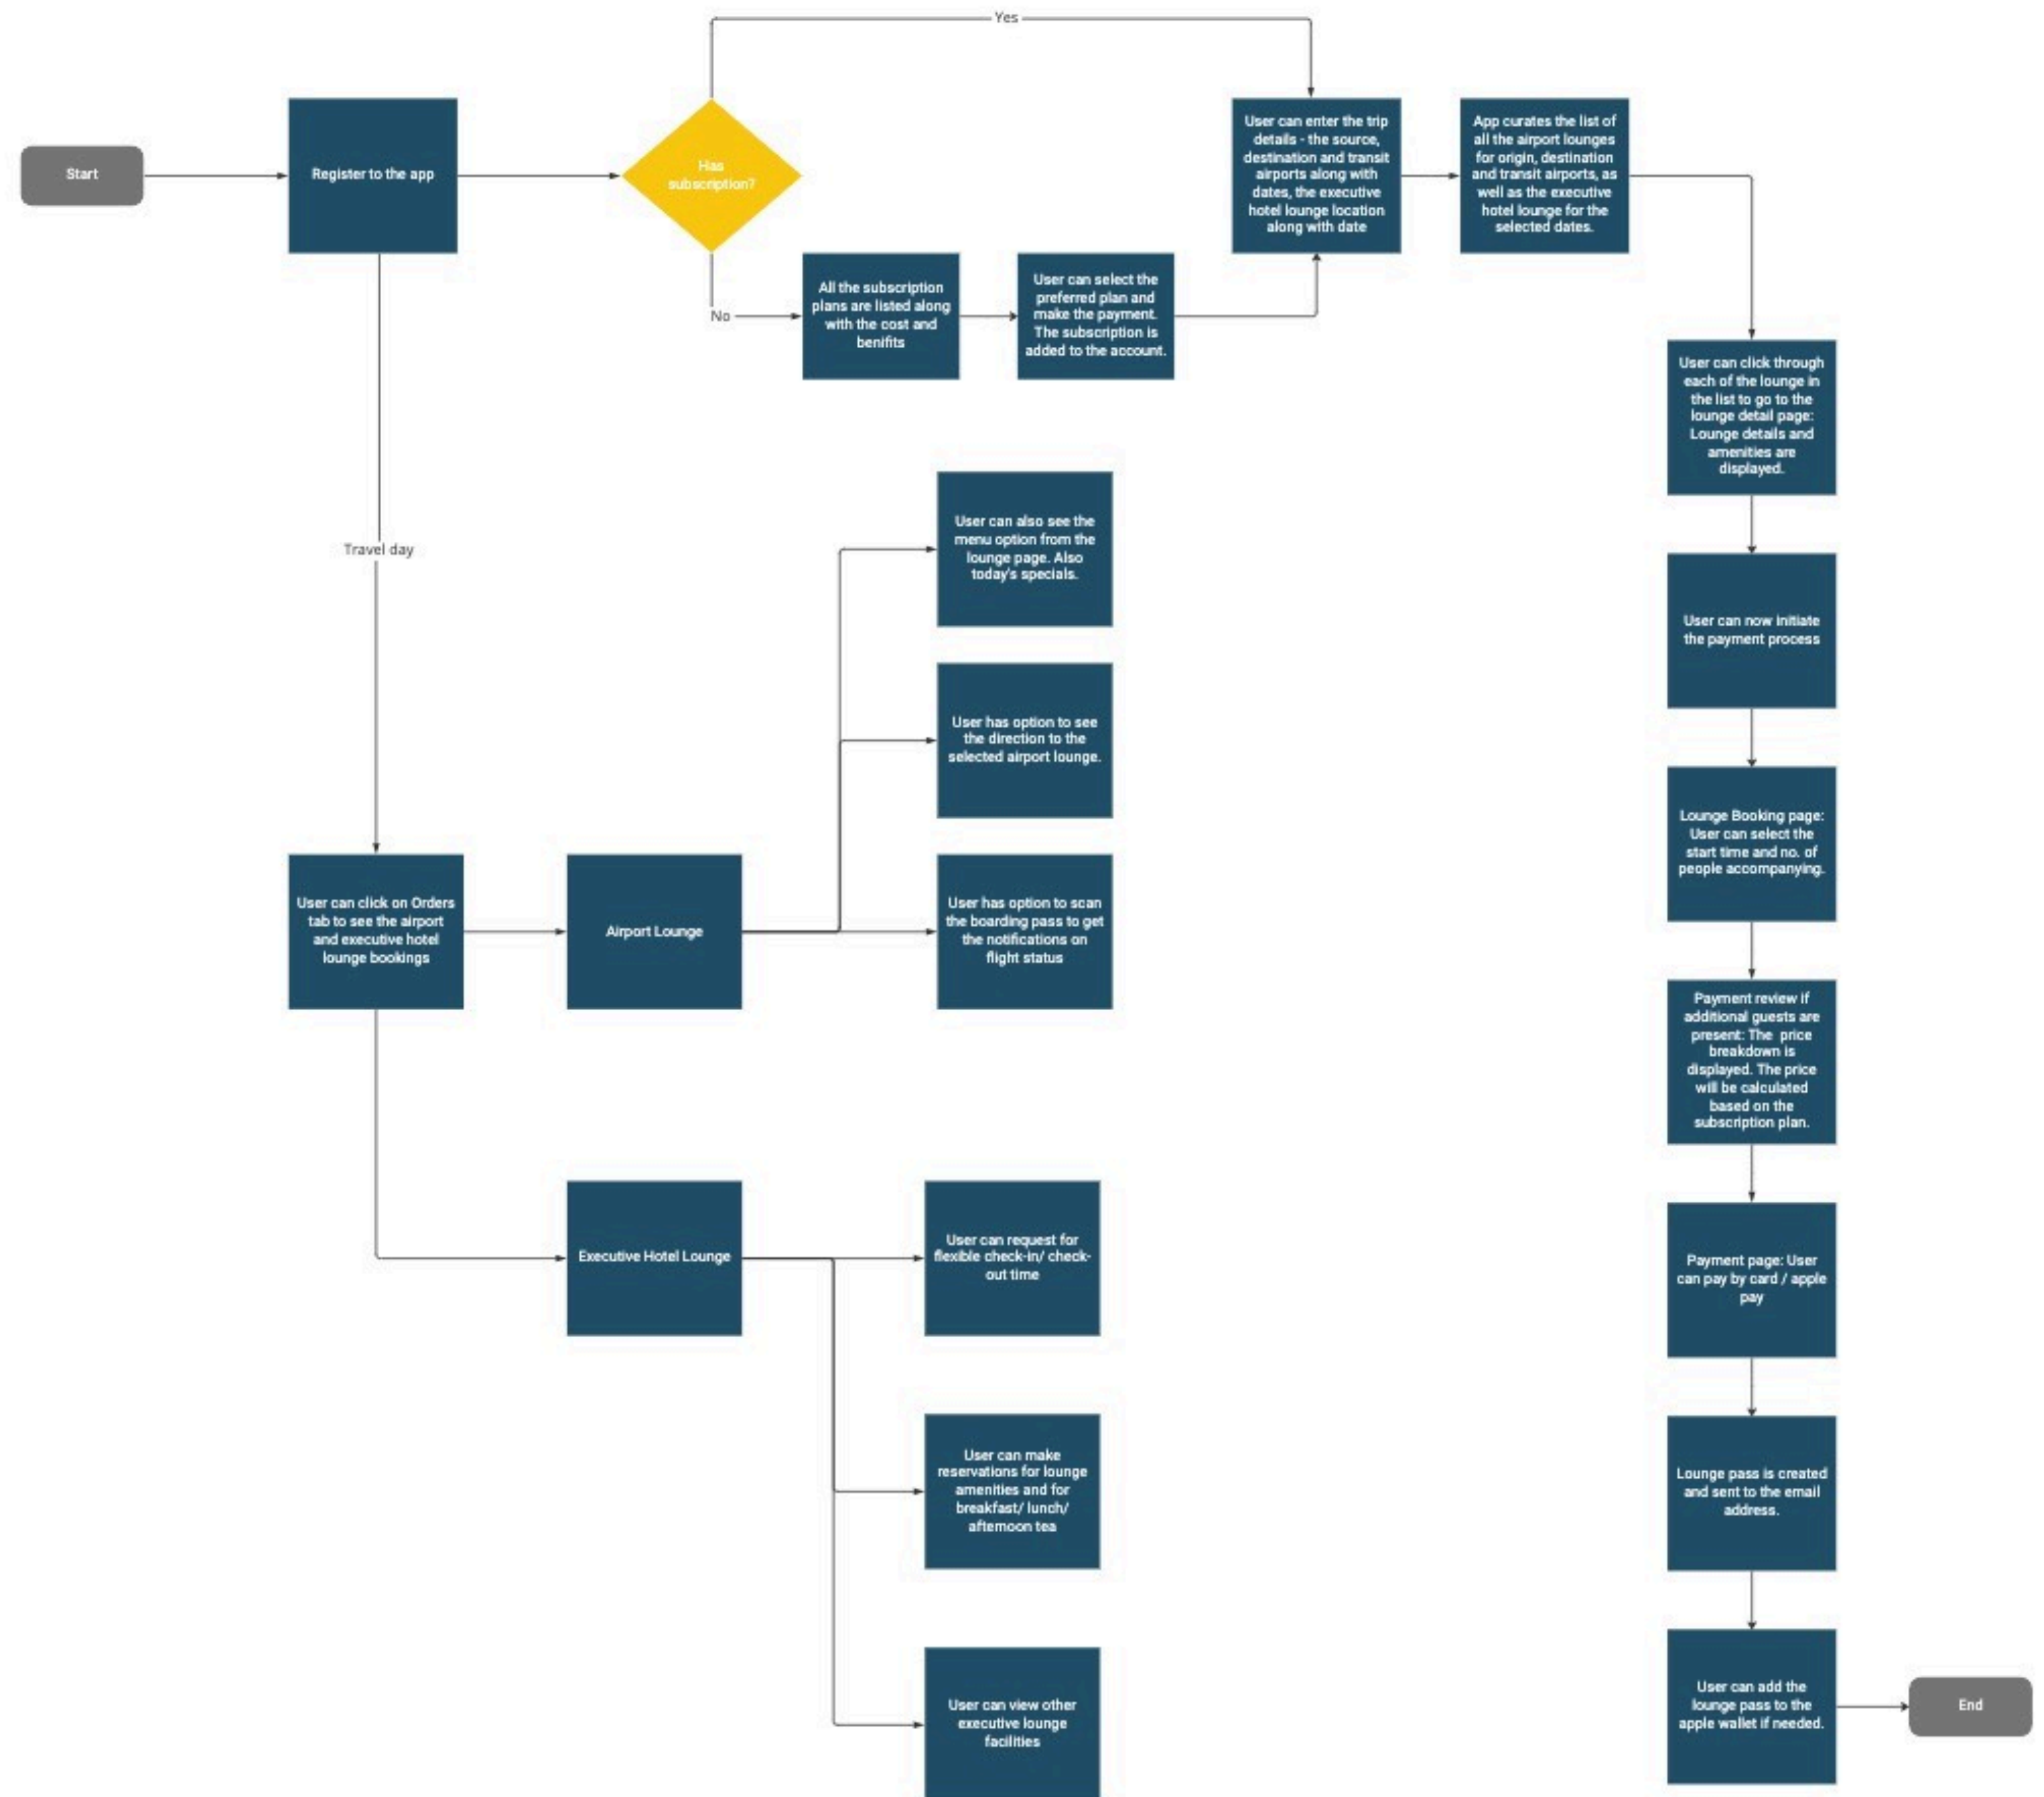 Yes
Start
Register to the app
Has
subscription?
User can enter the trip
details - the source,
destination and transit
airports along with
dates, the executive
hotel lounge location
along with date
App curates the list of
all the airport lounges
for origin, destination
and transit airports, as
well as the executive
hotel lounge for the
selected dates.
No
All the subscription
plans are listed along
with the cost and
benifits
User can select the
preferred plan and
make the payment.
The subscription is
added to the account.
User can click through
each of the lounge in
the list to go to the
lounge detail page:
Lounge details and
amenities are
displayed.
Travel day
User can also see the
menu option from the
lounge page. Also
today's specials.
User can now initiate
the payment process
User has option to see
the direction to the
selected airport lounge.
Lounge Booking page:
User can select the
start time and no. of
people accompanying.
User can click on Orders
tab to see the airport
and executive hotel
lounge bookings
Airport Lounge
User has option to scan
the boarding pass to get
the notifications on
flight status
Payment review if
additional guests are
present: The price
breakdown is
displayed. The price
will be calculated
based on the
subscription plan.
Executive Hotel Lounge
User can request for
flexible check-in/ check-
out time
Payment page: User
can pay by card / apple
pay
User can make
reservations for lounge
amenities and for
breakfast/ lunch/
afternoon tea
Lounge pass is created
and sent to the email
address.
User can view other
executive lounge
facilities
User can add the
lounge pass to the
apple wallet if needed.
End